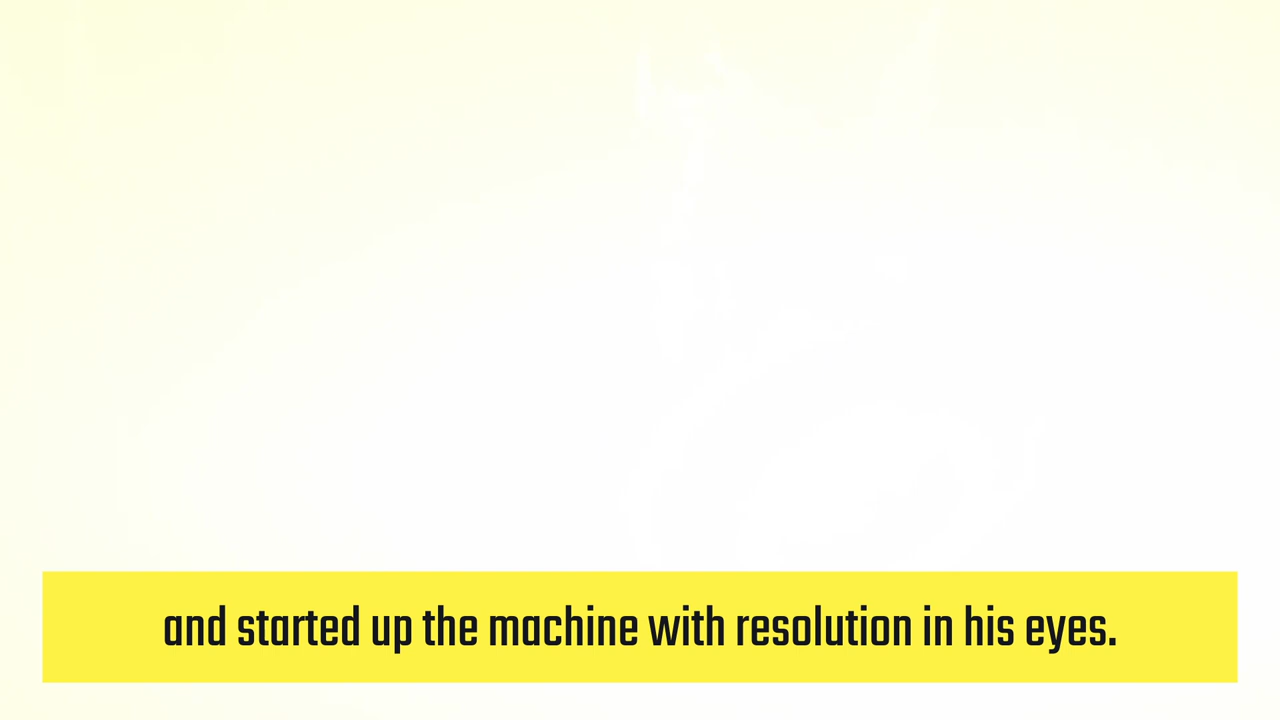 and started up the machine with resolution in his eyes.